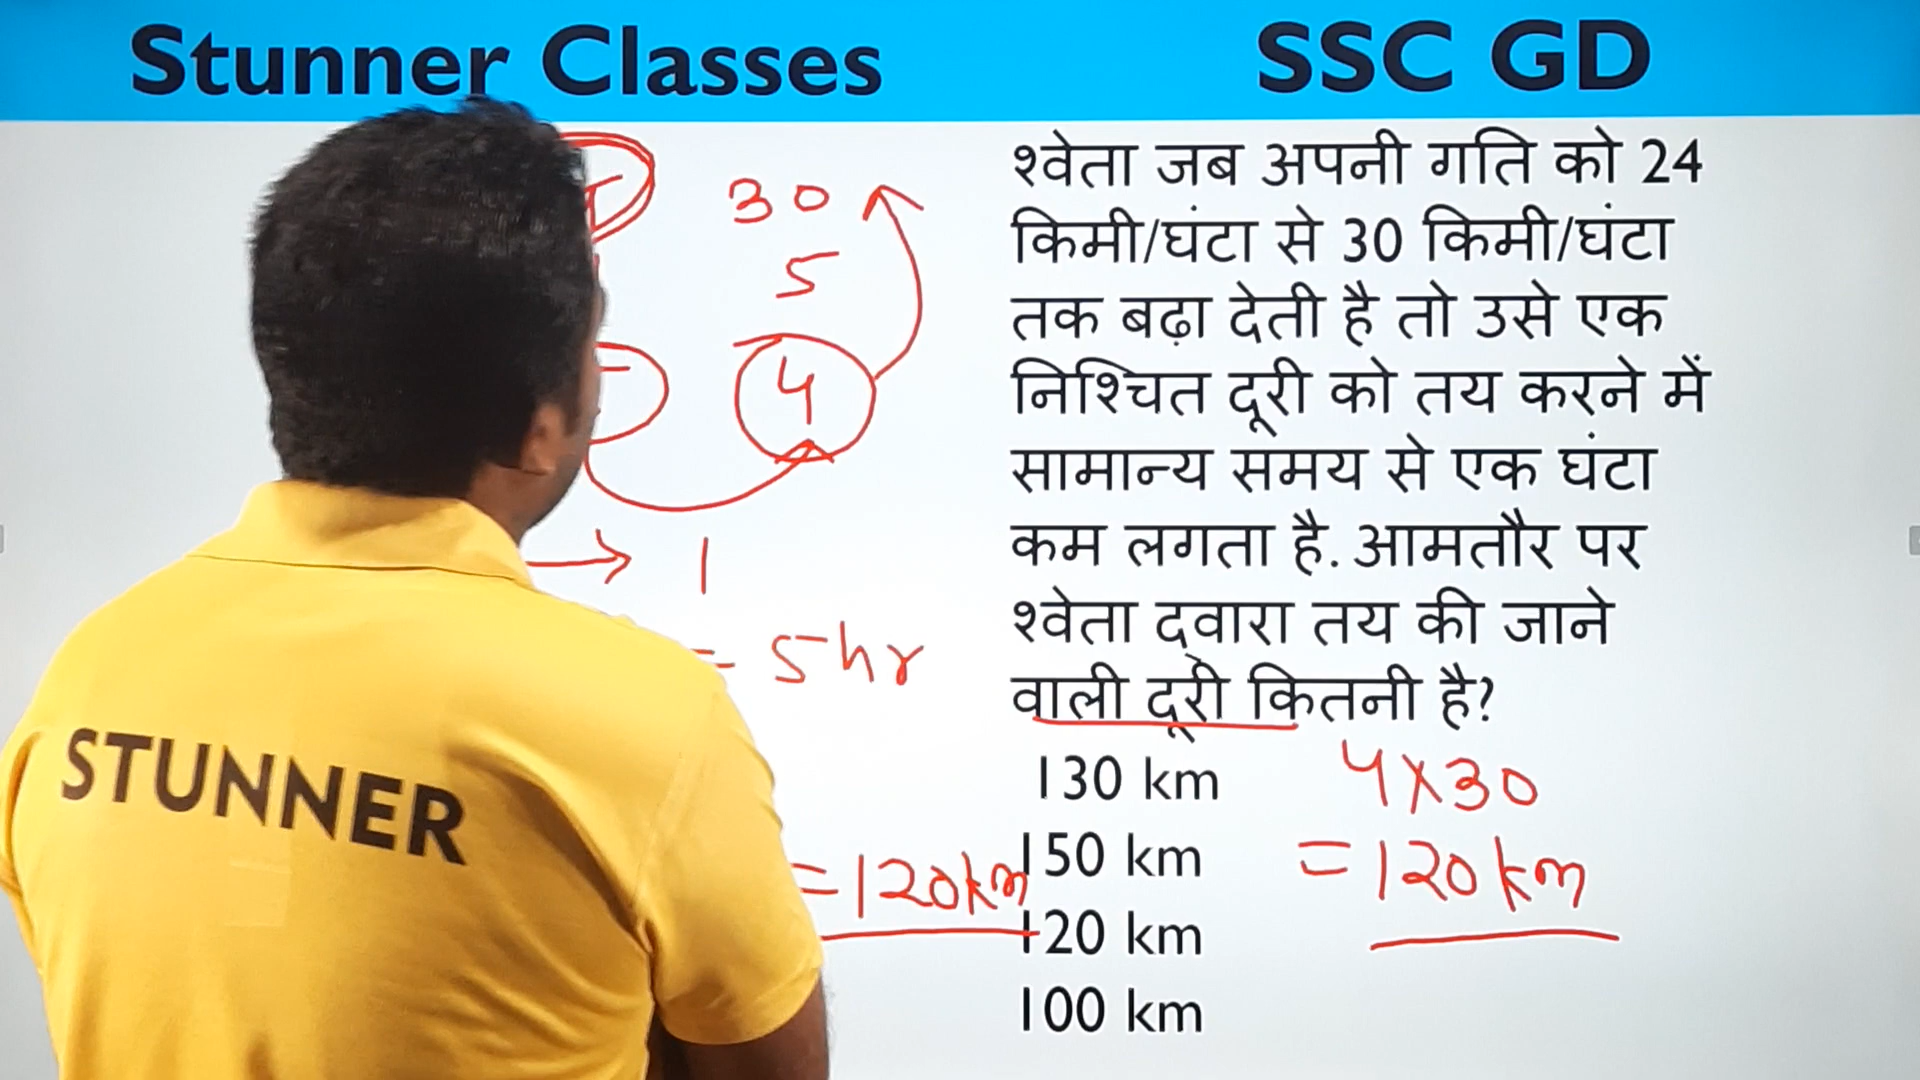 Stunner Classes SSC GD
श्वेता जब अपनी गति को 24
किमी/घंटा से 30 किमी/घंटा
तक बढ़ा देती है तो उसे एक
निश्चित दूरी को तय करने में
सामान्य समय से एक घंटा
कम लगता है. आमतौर पर
श्वेता द्वारा तय की जाने
वाली दूरी कितनी है?
130 km
150 km
120 km
100 km
30
5
4
→ 1
= 5hr
= 120km
4x30
= 120 km
STUNNER